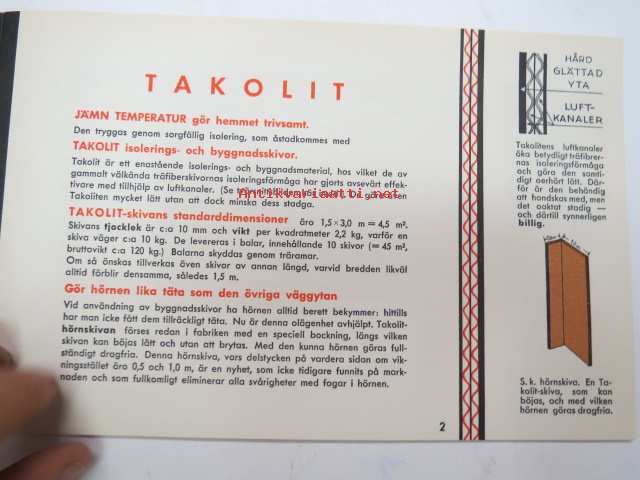 TAKOLIT
JÄMN TEMPERATUR gör hemmet trivsamt.
Den tryggas genom sorgfällig isolering, som åstadkommes med
TAKOLIT isolerings- och byggnadsskivor.
Takolit är ett enastående isolerings- och byggnadsmaterial, hos vilket de av
gammalt välkända träfiberskivornas isoleringsförmåga har gjorts avsevärt effek-
tivare med tillhjälp av luftkanaler. (Se tvärsnittsbilden
göra denna
Takoliten mycket lätt utan att dock minska dess stadga.
Antikvariaatti.net
TAKOLIT-skivans standarddimensioner äro 1,5×3,0 m = 4,5 m².
Skivans tjocklek är c:a 10 mm och vikt per kvadratmeter 2,2 kg, varför en
skiva väger c:a 10 kg. De levereras i balar, innehållande 10 skivor (= 45 m²,
bruttovikt c:a 120 kg.) Balarna skyddas genom träramar.
Om så önskas tillverkas även skivor av annan längd, varvid bredden likväl
alltid förblir densamma, således 1,5 m.
Gör hörnen lika täta som den övriga väggytan
Vid användning av byggnadsskivor ha hörnen alltid berett bekymmer: hittills
har man icke fått dem tillräckligt täta. Nu är denna olägenhet avhjälpt. Takolit-
hörnskivan förses redan i fabriken med en speciell bockning, längs vilken
skivan kan böjas lätt och utan att brytas. Med den kunna hörnen göras full-
ständigt dragfria. Denna hörnskiva, vars delstycken på vardera sidan om vik-
ningsstället äro 0,5 och 1,0 m, är en nyhet, som icke tidigare funnits på mark-
naden och som fullkomligt eliminerar alla svårigheter med fogar i hörnen.
2
HÅRD
GLÄTTAD
YTA
LUFT-
KANALER
Takolitens luftkanaler
öka betydligt träfibrer-
nas isoleringsförmåga
och göra den samti-
digt oerhört lätt. Där-
för är den behändig
att handskas med, men
det oaktat stadig —
och därtill synnerligen
billig.
S. k. hörnskiva. En Ta-
kolit-skiva, som kan
böjas, och med vilken
hörnen göras dragfria.